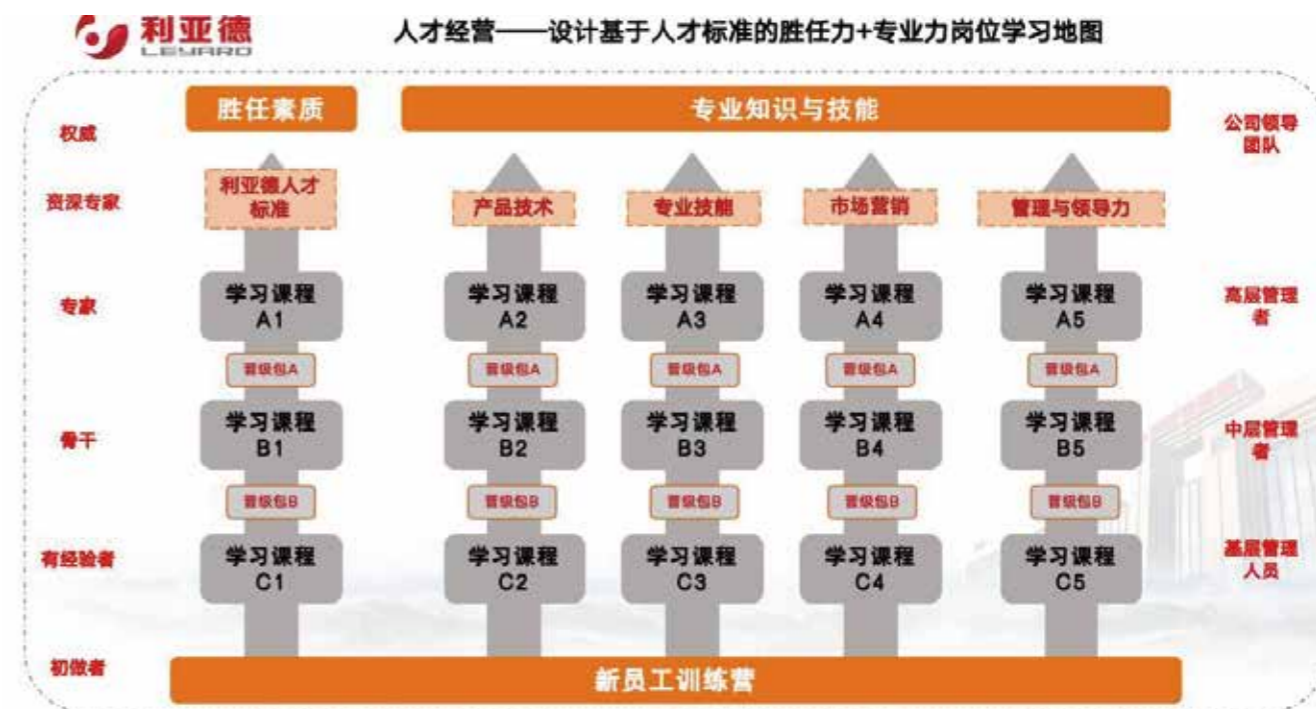 利亚德
LEYARD
人才经营——设计基于人才标准的胜任力+专业力岗位学习地图
胜任素质
专业知识与技能
权威
公司领导
团队
资深专家
利亚德人才
标准
产品技术
专业技能
市场营销
管理与领导力
专家
学习课程
A1
学习课程
A2
学习课程
A3
学习课程
A4
学习课程
A5
高层管理
者
晋级包A
晋级包A
晋级包A
晋级包A
晋级包A
骨干
学习课程
B1
学习课程
B2
学习课程
B3
学习课程
B4
学习课程
B5
中层管理
者
晋级包B
晋级包B
晋级包B
晋级包B
晋级包B
有经验者
学习课程
C1
学习课程
C2
学习课程
C3
学习课程
C4
学习课程
C5
基层管理
人员
初做者
新员工训练营